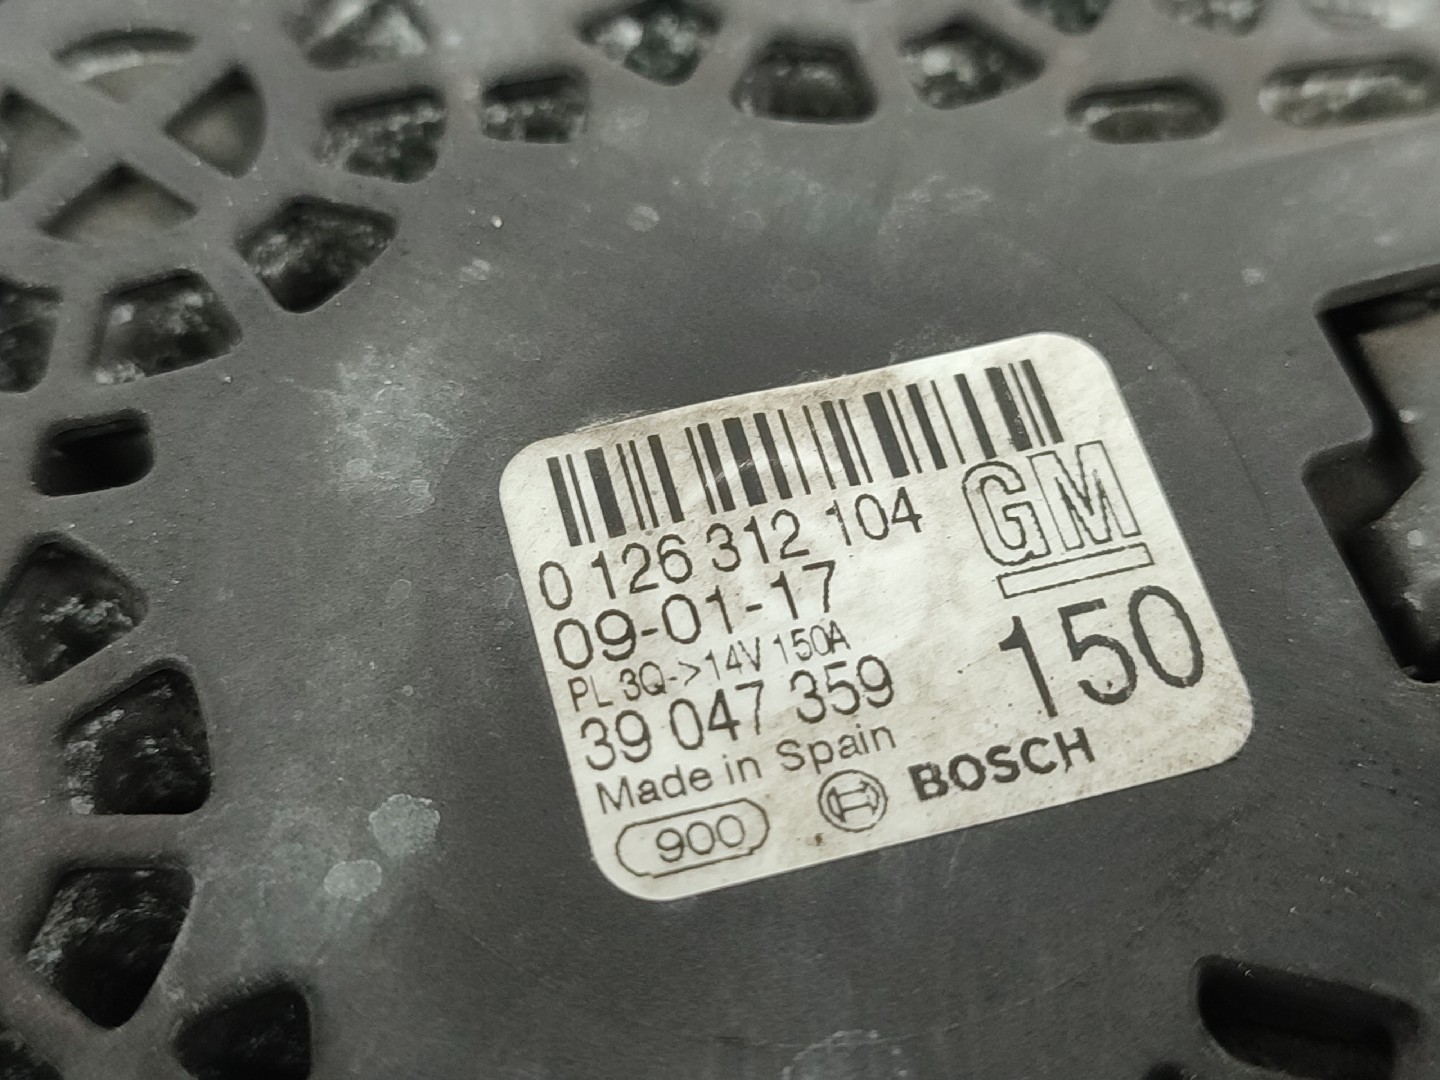 0 126 312 104
GM
09-01-17
PL 3Q->14V 150A
150
39 047 359
Made in Spain
BOSCH
900